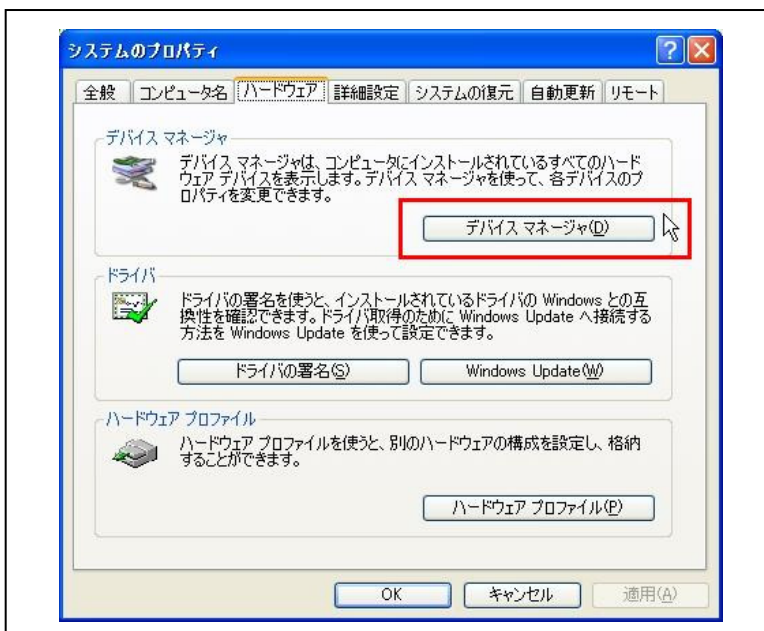 システムのプロパティ
全般 コンピュータ名 ハードウェア 詳細設定 システムの復元 自動更新 リモート
デバイス マネージャ
デバイス マネージャは、コンピュータにインストールされているすべてのハード
ウェア デバイスを表示します。デバイス マネージャを使って、各デバイスのプ
ロパティを変更できます。
デバイス マネージャ(D)
ドライバ
ドライバの署名を使うと、インストールされているドライバの Windows との互
換性を確認できます。ドライバ取得のために Windows Update へ接続する
方法を Windows Update を使って設定できます。
ドライバの署名(S) Windows Update(W)
ハードウェア プロファイル
ハードウェア プロファイルを使うと、別のハードウェアの構成を設定し、格納
することができます。
ハードウェア プロファイル(P)
OK キャンセル 適用(A)